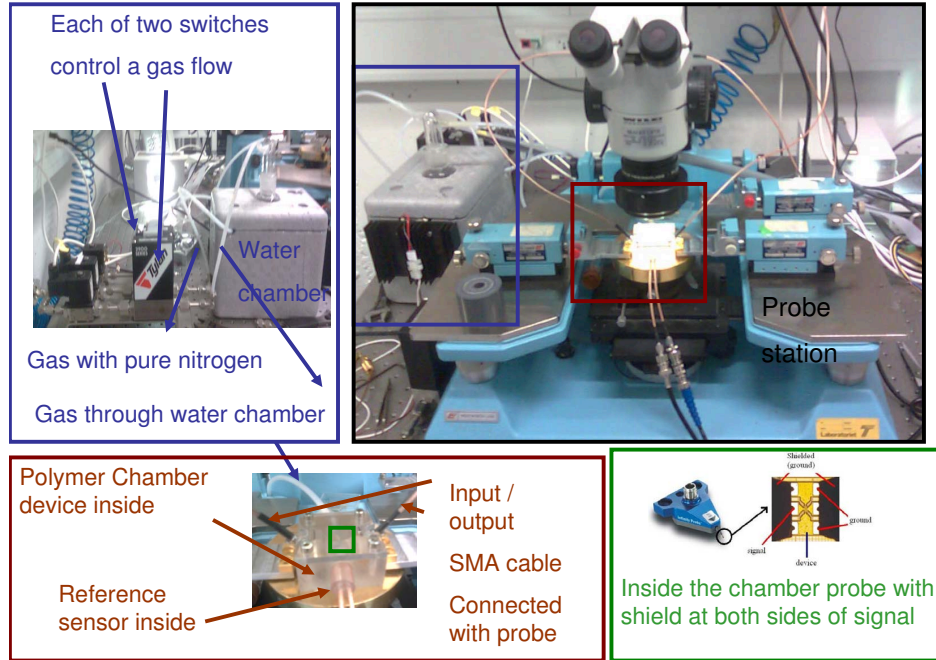 Each of two switches
control a gas flow
Tylan
Water
chamber
Gas with pure nitrogen
Gas through water chamber
WILD
Probe
station
Polymer Chamber
device inside
Reference
sensor inside
Input /
output
SMA cable
Connected
with probe
Shielded
(ground)
ground
signal
device
Inside the chamber probe with
shield at both sides of signal